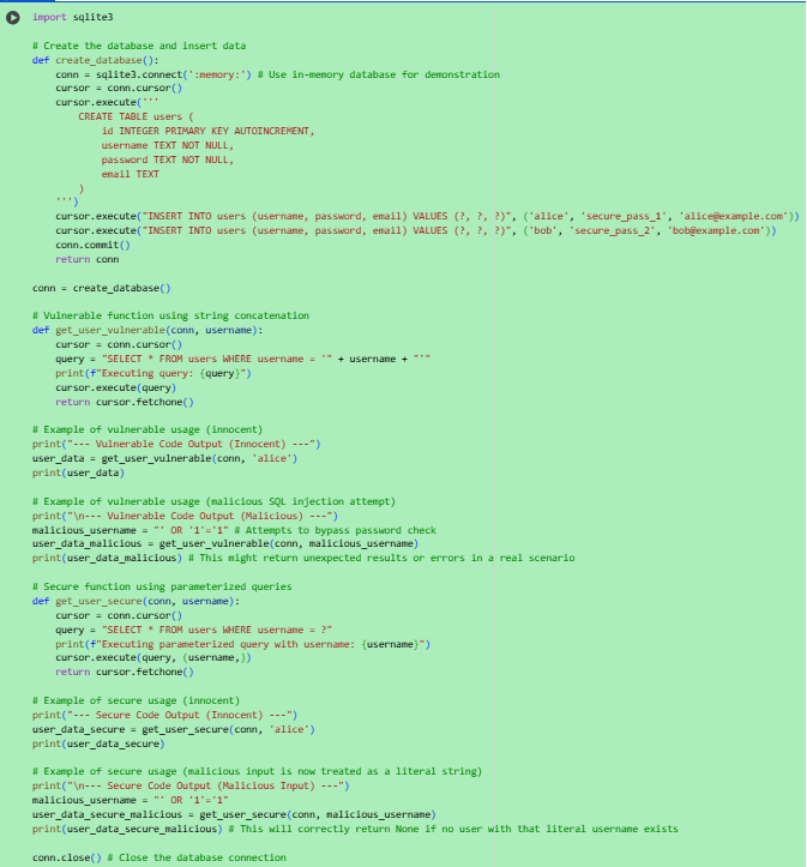 import sqlite3
# Create the database and insert data
def create_database():
    conn = sqlite3.connect(':memory:') # Use in-memory database for demonstration
    cursor = conn.cursor()
    cursor.execute('''
        CREATE TABLE users (
            id INTEGER PRIMARY KEY AUTOINCREMENT,
            username TEXT NOT NULL,
            password TEXT NOT NULL,
            email TEXT
        )
    ''')
    cursor.execute("INSERT INTO users (username, password, email) VALUES (?, ?, ?)", ('alice', 'secure_pass_1', 'alice@example.com'))
    cursor.execute("INSERT INTO users (username, password, email) VALUES (?, ?, ?)", ('bob', 'secure_pass_2', 'bob@example.com'))
    conn.commit()
    return conn
conn = create_database()
# Vulnerable function using string concatenation
def get_user_vulnerable(conn, username):
    cursor = conn.cursor()
    query = "SELECT * FROM users WHERE username = '" + username + "'"
    print(f"Executing query: {query}")
    cursor.execute(query)
    return cursor.fetchone()
# Example of vulnerable usage (innocent)
print("--- Vulnerable Code Output (Innocent) ---")
user_data = get_user_vulnerable(conn, 'alice')
print(user_data)
# Example of vulnerable usage (malicious SQL injection attempt)
print("\n--- Vulnerable Code Output (Malicious) ---")
malicious_username = "' OR '1'='1" # Attempts to bypass password check
user_data_malicious = get_user_vulnerable(conn, malicious_username)
print(user_data_malicious) # This might return unexpected results or errors in a real scenario
# Secure function using parameterized queries
def get_user_secure(conn, username):
    cursor = conn.cursor()
    query = "SELECT * FROM users WHERE username = ?"
    print(f"Executing parameterized query with username: {username}")
    cursor.execute(query, (username,))
    return cursor.fetchone()
# Example of secure usage (innocent)
print("--- Secure Code Output (Innocent) ---")
user_data_secure = get_user_secure(conn, 'alice')
print(user_data_secure)
# Example of secure usage (malicious input is now treated as a literal string)
print("\n--- Secure Code Output (Malicious Input) ---")
malicious_username = "' OR '1'='1"
user_data_secure_malicious = get_user_secure(conn, malicious_username)
print(user_data_secure_malicious) # This will correctly return None if no user with that literal username exists
conn.close() # Close the database connection